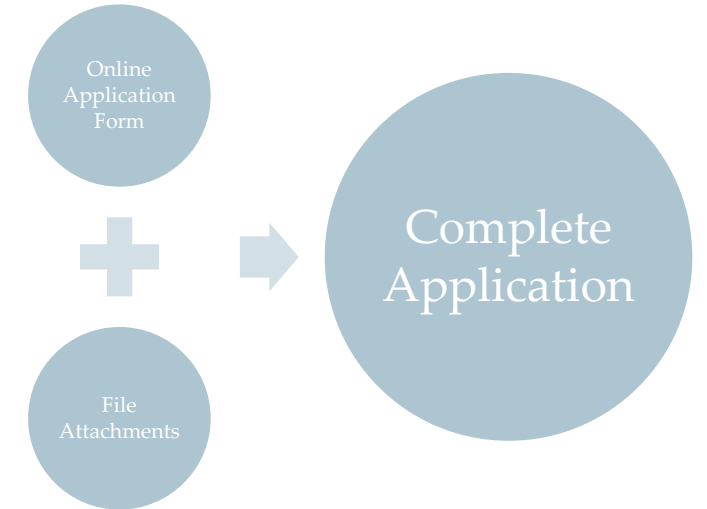 Online
Application
Form
File
Attachments
Complete
Application